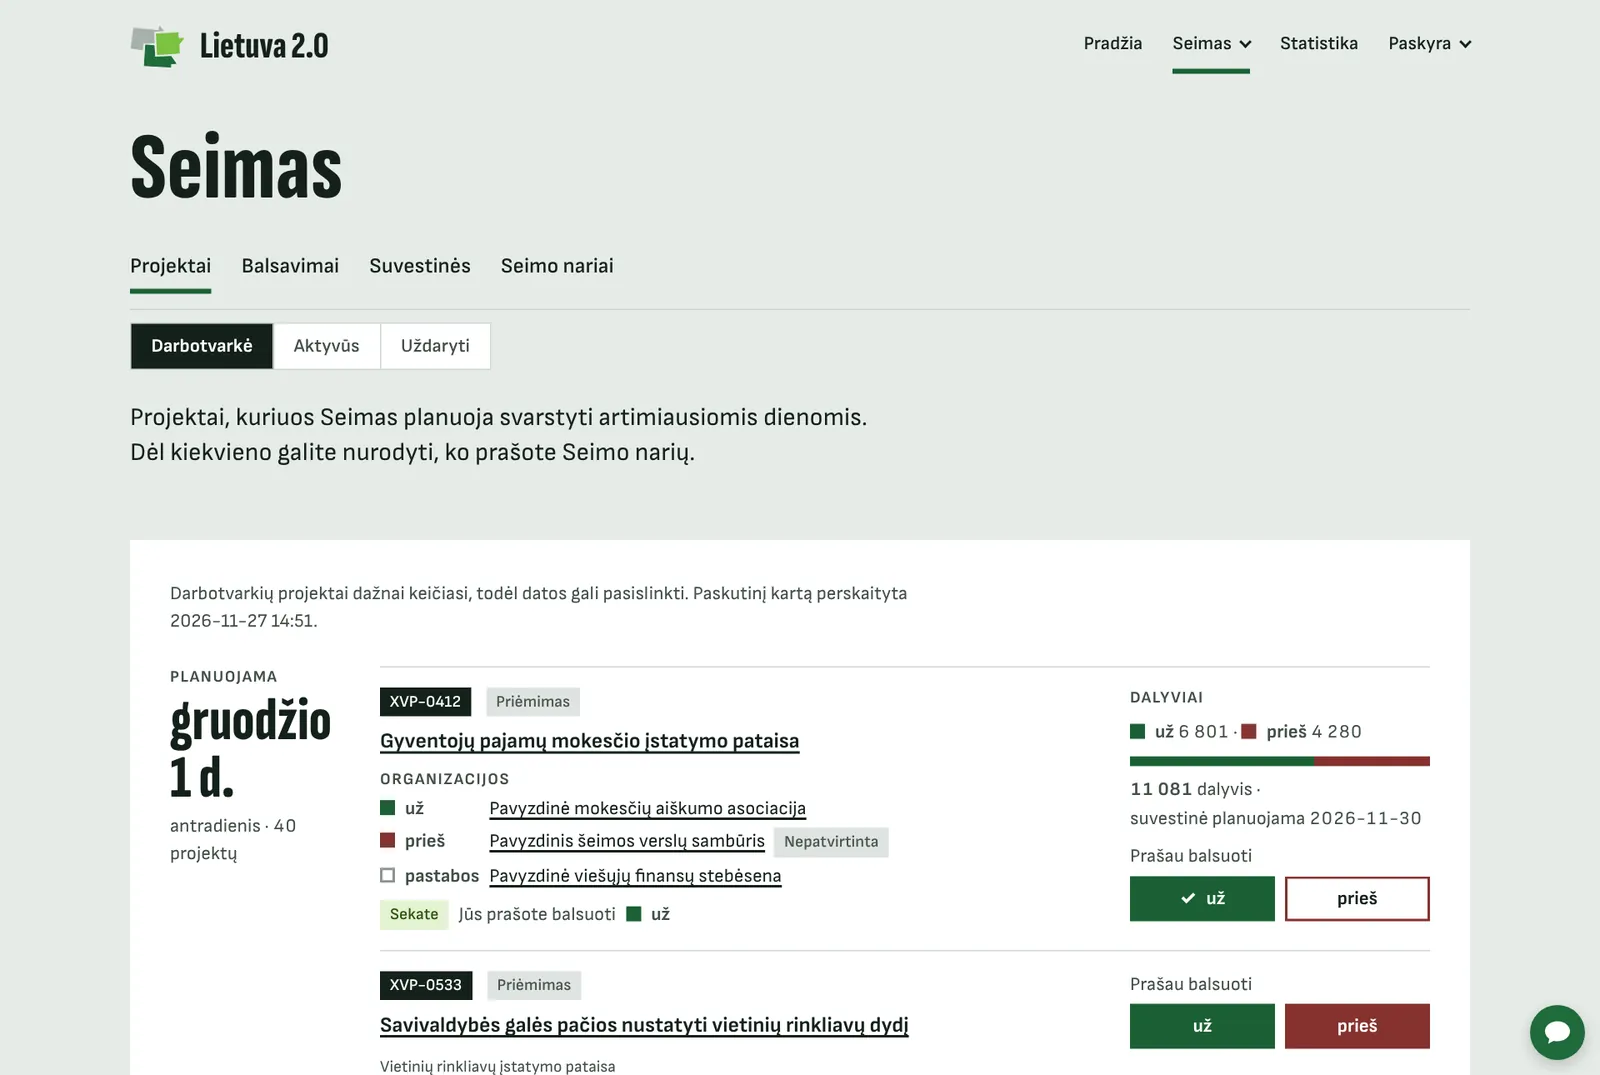 Lietuva 2.0
Pradžia
Seimas
Statistika
Paskyra
Seimas
Projektai
Balsavimai
Suvestinės
Seimo nariai
Darbotvarkė
Aktyvūs
Uždaryti
Projektai, kuriuos Seimas planuoja svarstyti artimiausiomis dienomis.
Dėl kiekvieno galite nurodyti, ko prašote Seimo narių.
Darbotvarkių projektai dažnai keičiasi, todėl datos gali pasislinkti. Paskutinį kartą perskaityta
2026-11-27 14:51.
PLANUOJAMA
gruodžio
1 d.
antradienis · 40
projektų
XVP-0412
Priėmimas
Gyventojų pajamų mokesčio įstatymo pataisa
ORGANIZACIJOS
už
Pavyzdinė mokesčių aiškumo asociacija
prieš
Pavyzdinis šeimos verslų sambūris
Nepatvirtinta
pastabos
Pavyzdinė viešųjų finansų stebėsena
Sekate
Jūs prašote balsuoti
už
DALYVIAI
už 6 801 ·
prieš 4 280
11 081 dalyvis ·
suvestinė planuojama 2026-11-30
Prašau balsuoti
už
prieš
XVP-0533
Priėmimas
Savivaldybės galės pačios nustatyti vietinių rinkliavų dydį
Vietinių rinkliavų įstatymo pataisa
Prašau balsuoti
už
prieš